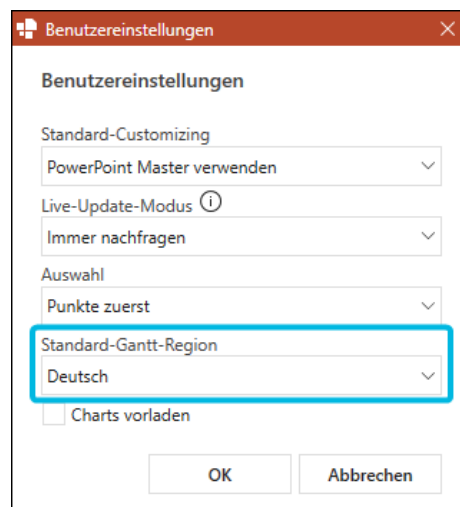 Benutzereinstellungen
Benutzereinstellungen
Standard-Customizing
PowerPoint Master verwenden
Live-Update-Modus
Immer nachfragen
Auswahl
Punkte zuerst
Standard-Gantt-Region
Deutsch
Charts vorladen
OK Abbrechen